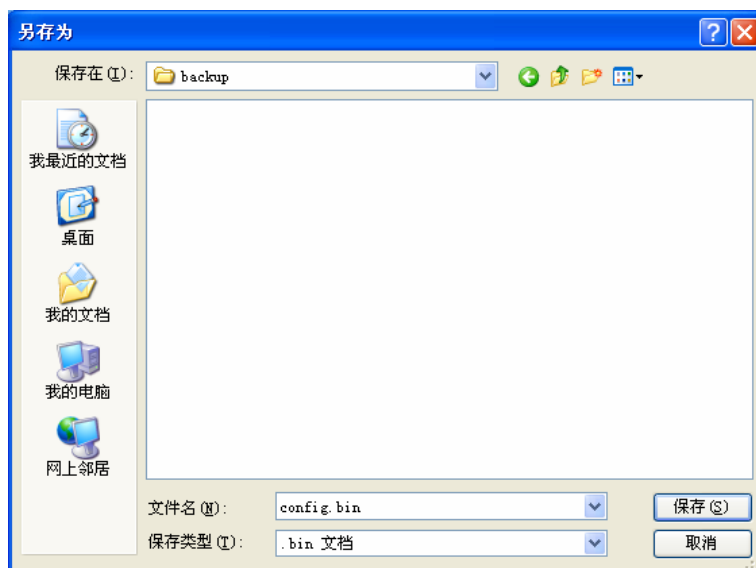 另存为
保存在(I):
backup
我最近的文档
桌面
我的文档
我的电脑
网上邻居
文件名(N):
config.bin
保存(S)
保存类型(T):
.bin 文档
取消